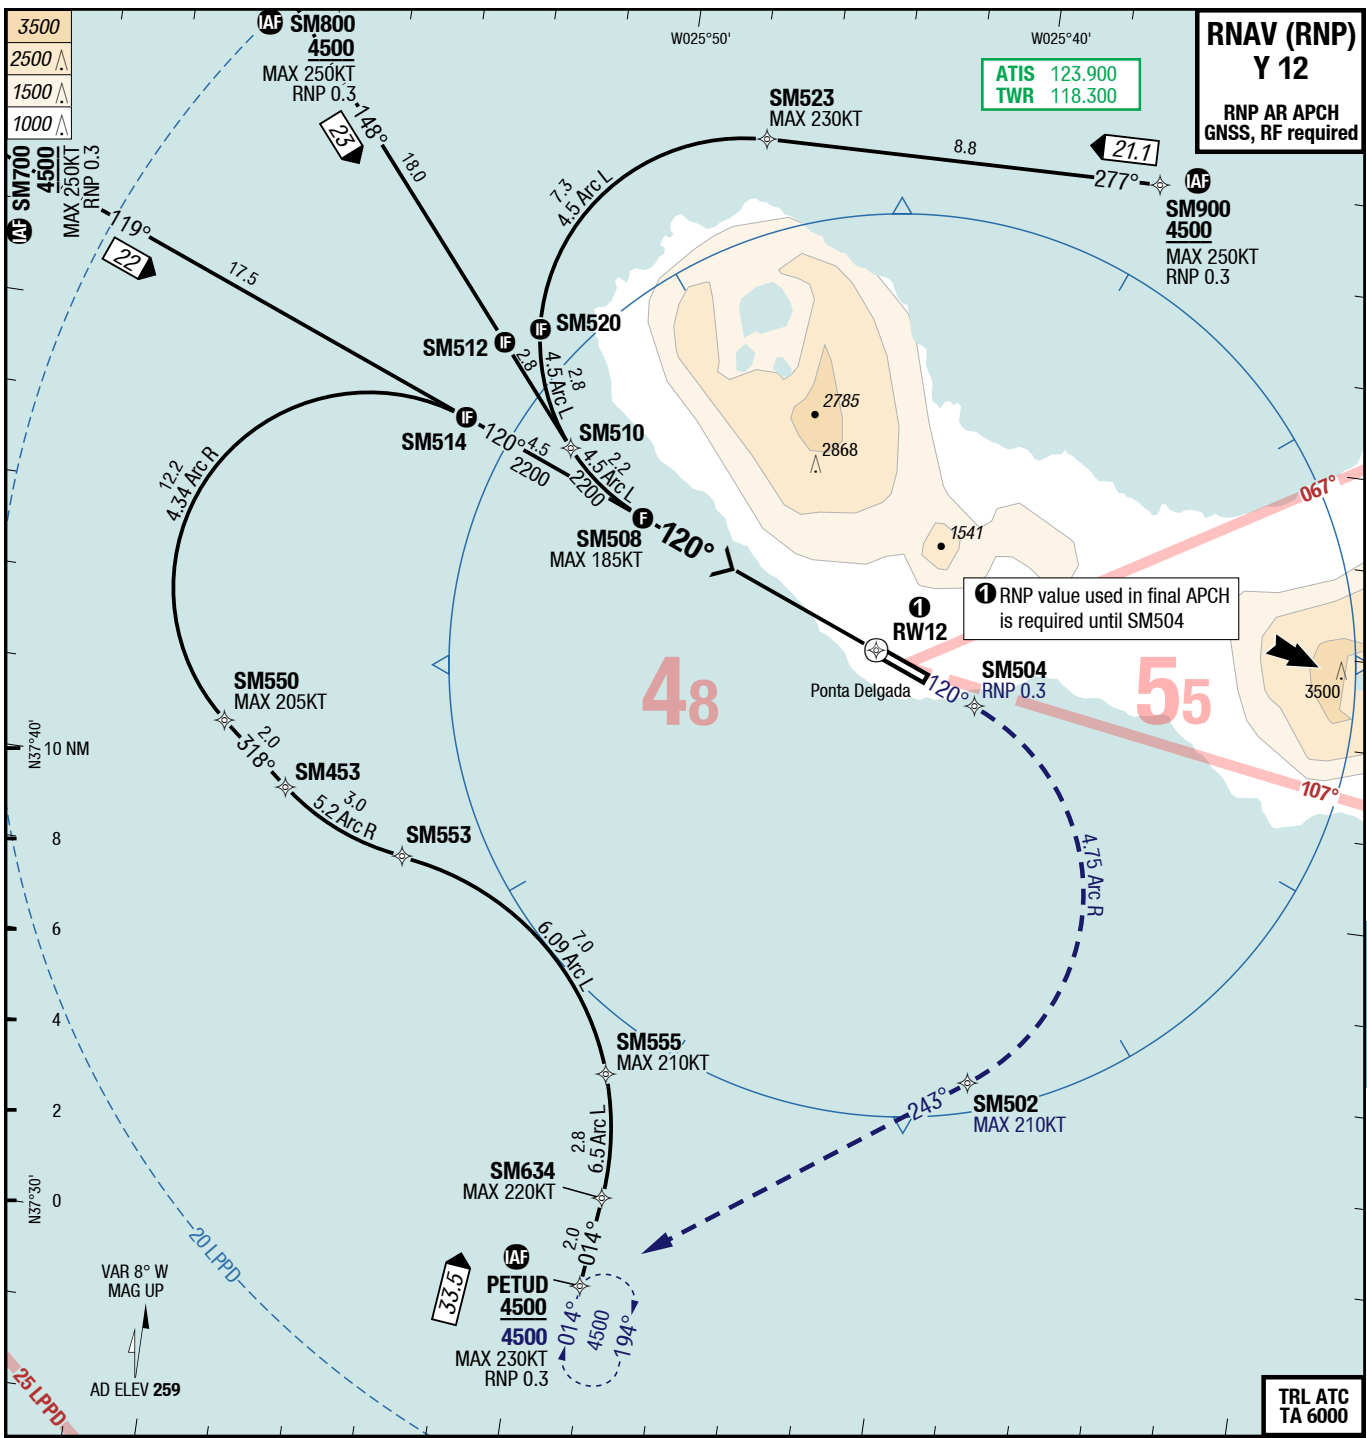 3500
2500
1500
1000
IAF SM800
4500
MAX 250KT
RNP 0.3
W025°50'
W025°40'
RNAV (RNP)
Y 12
RNP AR APCH
GNSS, RF required
ATIS 123.900
TWR 118.300
SM523
MAX 230KT
8.8
21.1
277°
IAF
SM900
4500
MAX 250KT
RNP 0.3
IAF SM700
4500
MAX 250KT
RNP 0.3
119°
22
17.5
23
148°
18.0
7.3
4.5 Arc L
IF SM520
SM512 IF
2.8
2.8
4.5 Arc L
IF
SM514
SM510
120°
4.5
2200
2.2
4.5 Arc L
2200
F
SM508
MAX 185KT
120°
12.2
4.34 Arc R
2785
2868
1541
067°
1 RNP value used in final APCH
is required until SM504
1
RW12
Ponta Delgada
120°
SM504
RNP 0.3
48
55
3500
107°
SM550
MAX 205KT
2.0
318°
SM453
3.0
5.2 Arc R
SM553
N37°40'
10 NM
8
6
4
2
0
N37°30'
7.0
6.09 Arc L
4.75 Arc R
SM555
MAX 210KT
2.8
6.5 Arc L
SM634
MAX 220KT
243°
SM502
MAX 210KT
2.0
014°
33.5
IAF
PETUD
4500
4500
MAX 230KT
RNP 0.3
014°
4500
194°
20 LPPD
25 LPPD
VAR 8° W
MAG UP
AD ELEV 259
TRL ATC
TA 6000